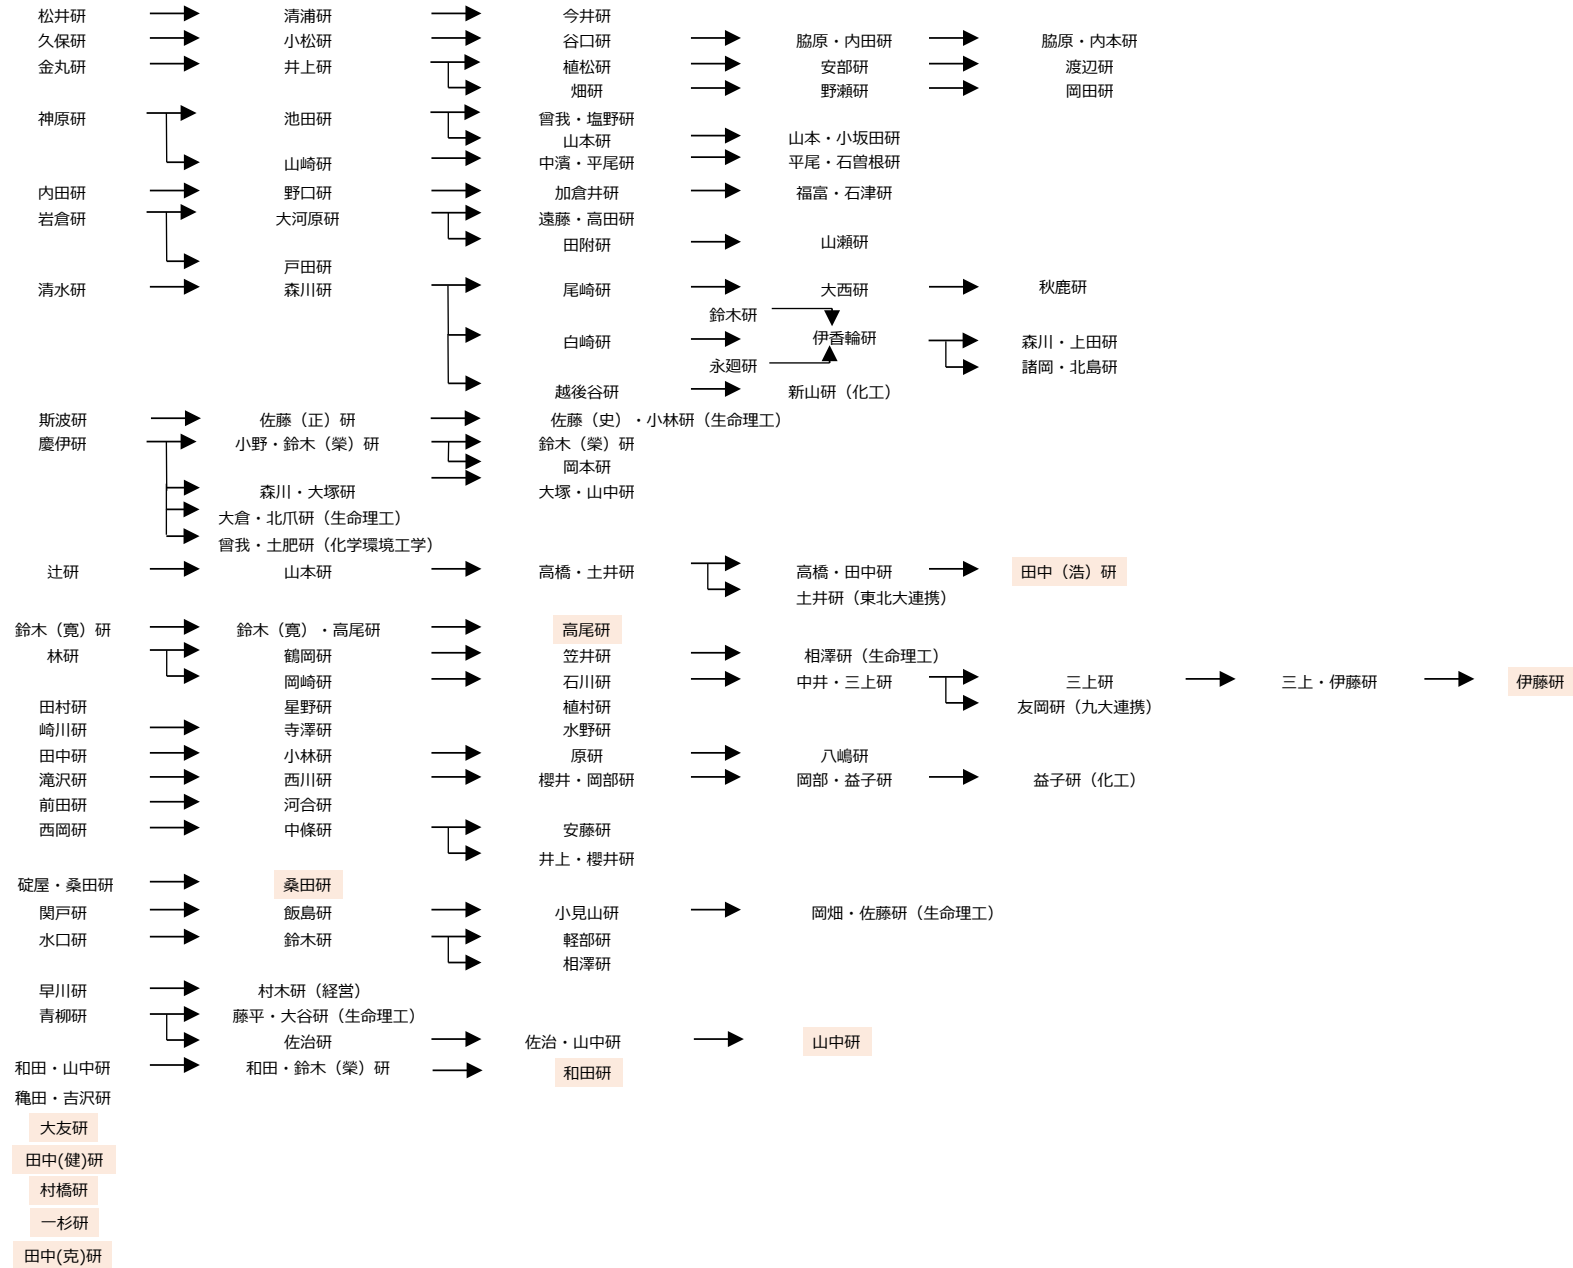 松井研 清浦研 今井研
久保研 小松研 谷口研 脇原・内田研 脇原・内本研
金丸研 井上研 植松研 安部研 渡辺研
畑研 野瀬研 岡田研
神原研 池田研 曾我・塩野研
山本研 山本・小坂田研
山崎研 中濱・平尾研 平尾・石曽根研
内田研 野口研 加倉井研 福富・石津研
岩倉研 大河原研 遠藤・高田研
田附研 山瀬研
戸田研
清水研 森川研 尾崎研 大西研 秋鹿研
鈴木研
白崎研 伊香輪研 森川・上田研
永廻研 諸岡・北島研
越後谷研 新山研（化工）
斯波研 佐藤（正）研 佐藤（史）・小林研（生命理工）
慶伊研 小野・鈴木（榮）研 鈴木（榮）研
岡本研
森川・大塚研 大塚・山中研
大倉・北爪研（生命理工）
曾我・土肥研（化学環境工学）
辻研 山本研 高橋・土井研 高橋・田中研 田中（浩）研
土井研（東北大連携）
鈴木（寛）研 鈴木（寛）・高尾研 高尾研
林研 鶴岡研 笠井研 相澤研（生命理工）
岡崎研 石川研 中井・三上研 三上研 三上・伊藤研 伊藤研
田村研 星野研 植村研 友岡研（九大連携）
崎川研 寺澤研 水野研
田中研 小林研 原研 八嶋研
滝沢研 西川研 櫻井・岡部研 岡部・益子研 益子研（化工）
前田研 河合研
西岡研 中條研 安藤研
井上・櫻井研
碇屋・桑田研 桑田研
関戸研 飯島研 小見山研 岡畑・佐藤研（生命理工）
水口研 鈴木研 軽部研
相澤研
早川研 村木研（経営）
青柳研 藤平・大谷研（生命理工）
佐治研 佐治・山中研 山中研
和田・山中研 和田・鈴木（榮）研 和田研
穐田・吉沢研
大友研
田中(健)研
村橋研
一杉研
田中(克)研